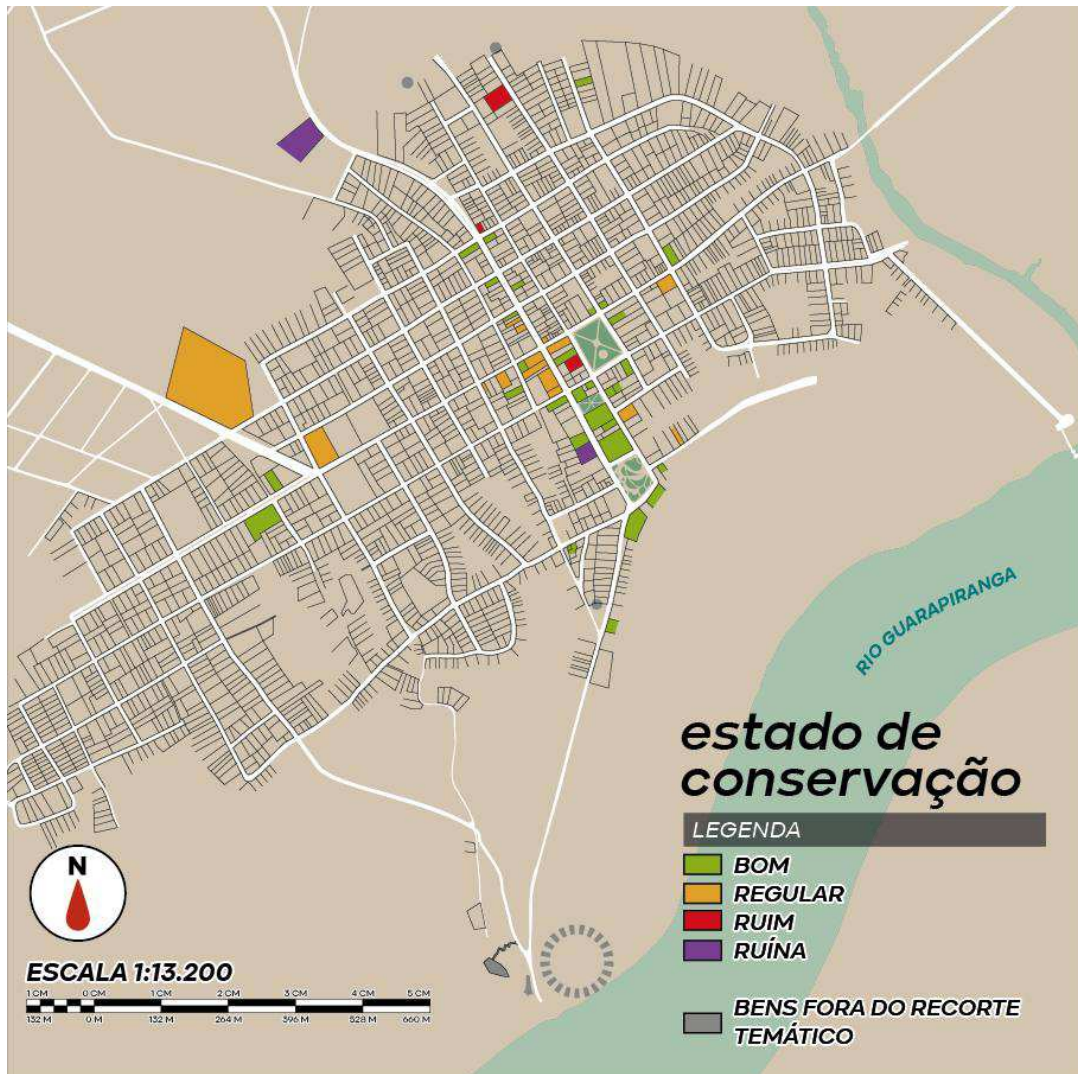 RIO GUARAPIRANGA
estado de
conservação
LEGENDA
BOM
REGULAR
RUIM
RUÍNA
BENS FORA DO RECORTE
TEMÁTICO
N
ESCALA 1:13.200
1 CM 0 CM 1 CM 2 CM 3 CM 4 CM 5 CM
132 M 0 M 132 M 264 M 396 M 528 M 660 M